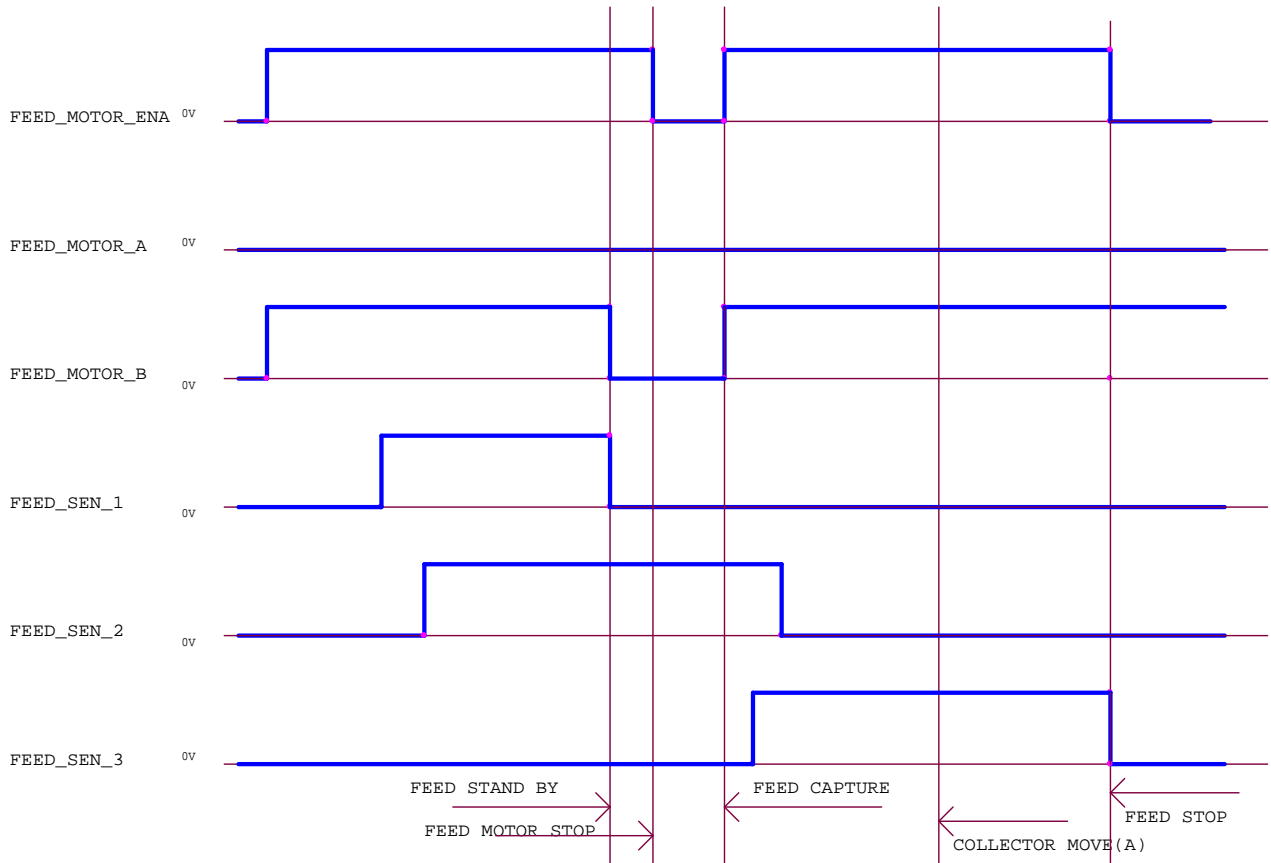 FEED_MOTOR_ENA 0V
FEED_MOTOR_A 0V
FEED_MOTOR_B 0V
FEED_SEN_1 0V
FEED_SEN_2 0V
FEED_SEN_3 0V
FEED STAND BY FEED CAPTURE
FEED STOP
FEED MOTOR STOP
COLLECTOR MOVE(A)